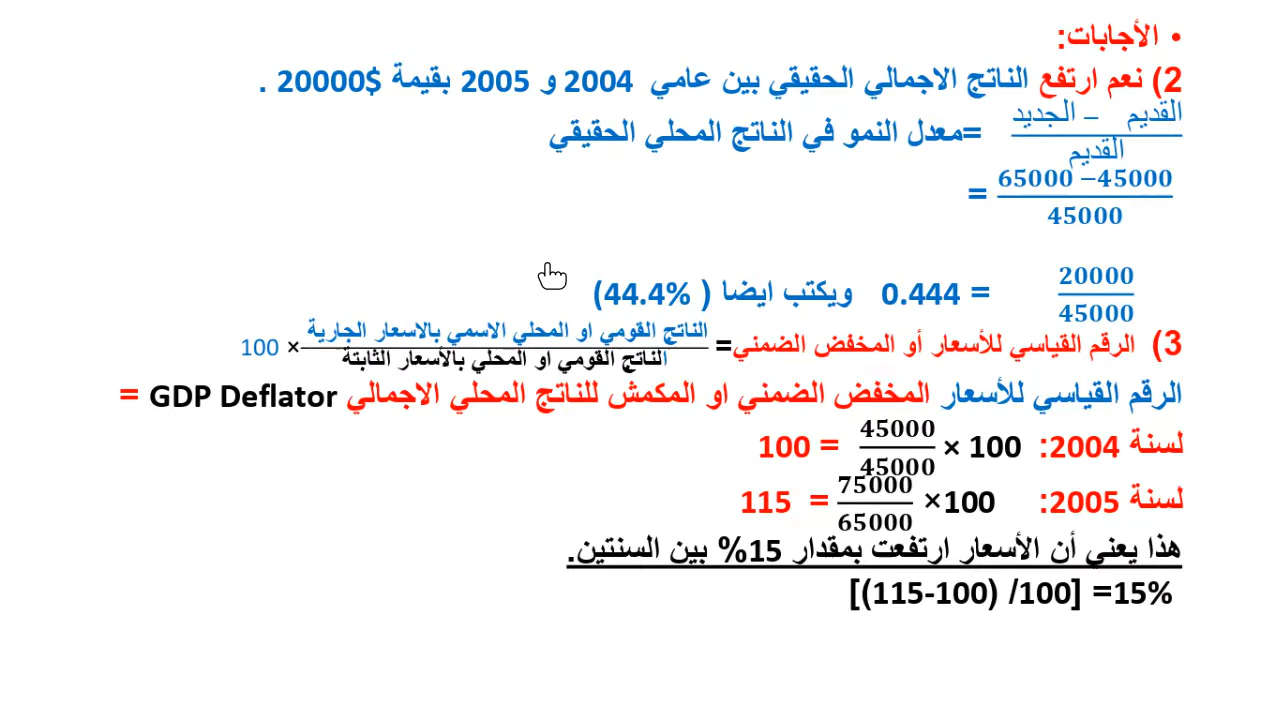 • الأجابات:
2) نعم ارتفع الناتج الاجمالي الحقيقي بين عامي 2004 و 2005 بقيمة $20000 .
القديم – الجديد
القديم
=معدل النمو في الناتج المحلي الحقيقي
65000 −45000
45000
=
20000
45000
= 0.444 ويكتب ايضا ( 44.4%)
3) الرقم القياسي للأسعار أو المخفض الضمني=
الناتج القومي او المحلي الاسمي بالاسعار الجارية
الناتج القومي او المحلي بالأسعار الثابتة
× 100
الرقم القياسي للأسعار المخفض الضمني او المكمش للناتج المحلي الاجمالي GDP Deflator =
لسنة 2004: 100 × 45000/45000 = 100
لسنة 2005: 100× 75000/65000 = 115
هذا يعني أن الأسعار ارتفعت بمقدار 15% بين السنتين.
[(115-100) /100] =15%